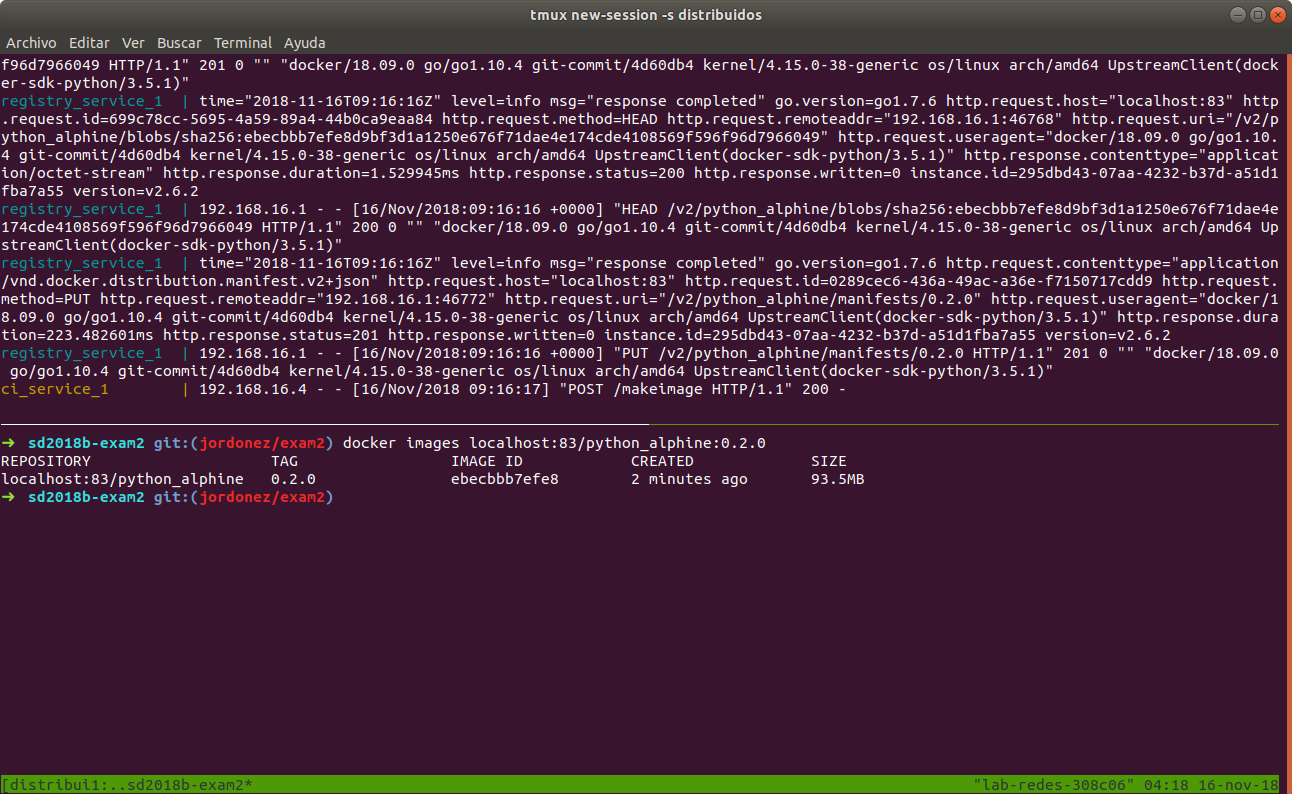 tmux new-session -s distribuidos
Archivo Editar Ver Buscar Terminal Ayuda
f96d7966049 HTTP/1.1" 201 0 "" "docker/18.09.0 go/go1.10.4 git-commit/4d60db4 kernel/4.15.0-38-generic os/linux arch/amd64 UpstreamClient(dock
er-sdk-python/3.5.1)"
registry_service_1  | time="2018-11-16T09:16:16Z" level=info msg="response completed" go.version=go1.7.6 http.request.host="localhost:83" http
.request.id=699c78cc-5695-4a59-89a4-44b0ca9eaa84 http.request.method=HEAD http.request.remoteaddr="192.168.16.1:46768" http.request.uri="/v2/p
ython_alphine/blobs/sha256:ebecbbb7efe8d9bf3d1a1250e676f71dae4e174cde4108569f596f96d7966049" http.request.useragent="docker/18.09.0 go/go1.10.
4 git-commit/4d60db4 kernel/4.15.0-38-generic os/linux arch/amd64 UpstreamClient(docker-sdk-python/3.5.1)" http.response.contenttype="applicat
ion/octet-stream" http.response.duration=1.529945ms http.response.status=200 http.response.written=0 instance.id=295dbd43-07aa-4232-b37d-a51d1
fba7a55 version=v2.6.2
registry_service_1  | 192.168.16.1 - - [16/Nov/2018:09:16:16 +0000] "HEAD /v2/python_alphine/blobs/sha256:ebecbbb7efe8d9bf3d1a1250e676f71dae4e
174cde4108569f596f96d7966049 HTTP/1.1" 200 0 "" "docker/18.09.0 go/go1.10.4 git-commit/4d60db4 kernel/4.15.0-38-generic os/linux arch/amd64 Up
streamClient(docker-sdk-python/3.5.1)"
registry_service_1  | time="2018-11-16T09:16:16Z" level=info msg="response completed" go.version=go1.7.6 http.request.contenttype="application
/vnd.docker.distribution.manifest.v2+json" http.request.host="localhost:83" http.request.id=0289cec6-436a-49ac-a36e-f7150717cdd9 http.request.
method=PUT http.request.remoteaddr="192.168.16.1:46772" http.request.uri="/v2/python_alphine/manifests/0.2.0" http.request.useragent="docker/1
8.09.0 go/go1.10.4 git-commit/4d60db4 kernel/4.15.0-38-generic os/linux arch/amd64 UpstreamClient(docker-sdk-python/3.5.1)" http.response.dura
tion=223.482601ms http.response.status=201 http.response.written=0 instance.id=295dbd43-07aa-4232-b37d-a51d1fba7a55 version=v2.6.2
registry_service_1  | 192.168.16.1 - - [16/Nov/2018:09:16:16 +0000] "PUT /v2/python_alphine/manifests/0.2.0 HTTP/1.1" 201 0 "" "docker/18.09.0
 go/go1.10.4 git-commit/4d60db4 kernel/4.15.0-38-generic os/linux arch/amd64 UpstreamClient(docker-sdk-python/3.5.1)"
ci_service_1        | 192.168.16.4 - - [16/Nov/2018 09:16:17] "POST /makeimage HTTP/1.1" 200 -
➜  sd2018b-exam2 git:(jordonez/exam2) docker images localhost:83/python_alphine:0.2.0
REPOSITORY                    TAG                 IMAGE ID            CREATED             SIZE
localhost:83/python_alphine   0.2.0               ebecbbb7efe8        2 minutes ago       93.5MB
➜  sd2018b-exam2 git:(jordonez/exam2)
[distribui1:..sd2018b-exam2* "lab-redes-308c06" 04:18 16-nov-18